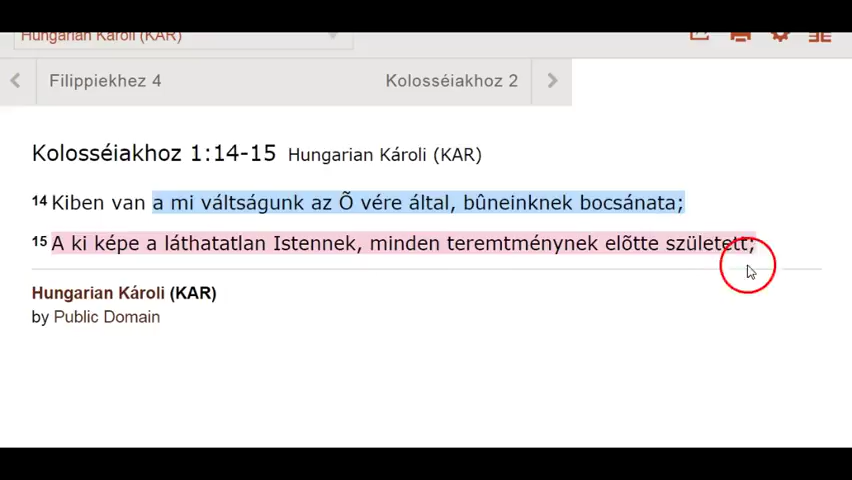 Hungarian Károli (KAR)
Filippiekhez 4
Kolosséiakhoz 2
Kolosséiakhoz 1:14-15 Hungarian Károli (KAR)
14 Kiben van a mi váltságunk az Õ vére által, bûneinknek bocsánata;
15 A ki képe a láthatatlan Istennek, minden teremtménynek elõtte született;
Hungarian Károli (KAR)
by Public Domain